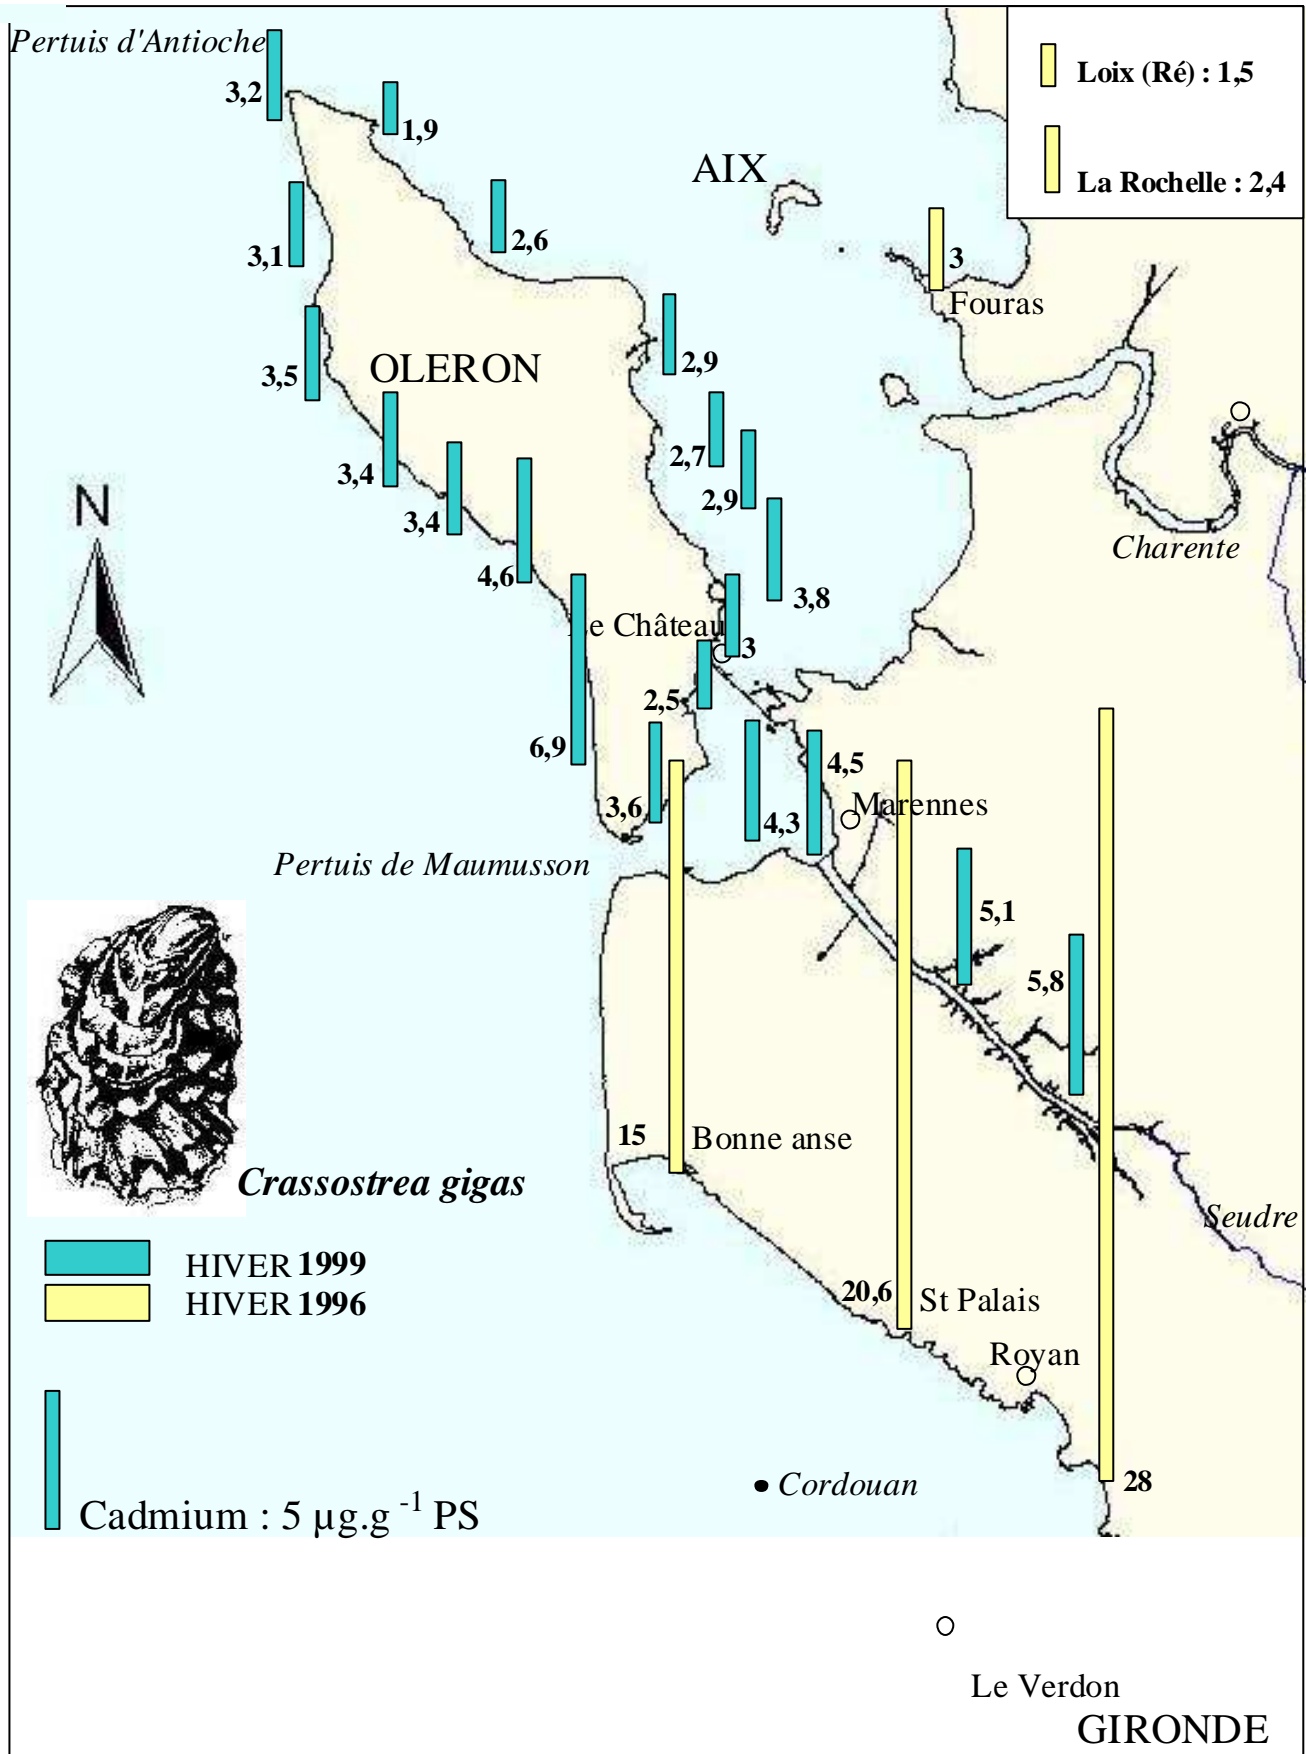 Pertuis d'Antioche
3,2
1,9
Loix (Ré) : 1,5
La Rochelle : 2,4
AIX
3,1
2,6
3
Fouras
3,5
OLERON
2,9
3,4
2,7
3,4
2,9
N
4,6
3,8
Charente
Le Château
3
2,5
6,9
3,6
4,3
4,5
Marennes
Pertuis de Maumusson
5,1
5,8
15
Bonne anse
Crassostrea gigas
Seudre
HIVER 1999
HIVER 1996
20,6
St Palais
Royan
28
Cordouan
Cadmium : 5 µg.g -1 PS
Le Verdon
GIRONDE